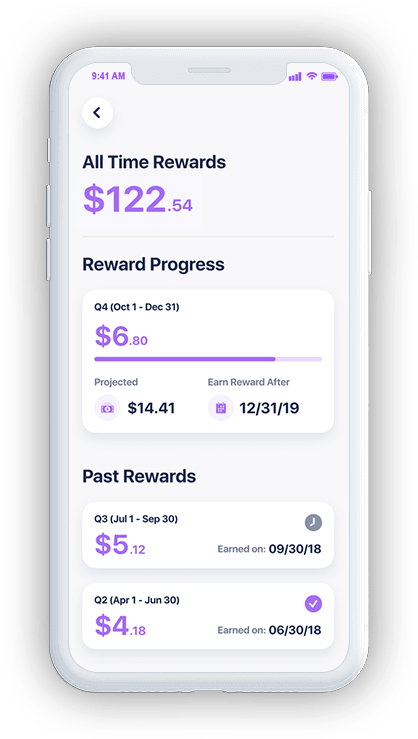 9:41 AM
All Time Rewards
$122.54
Reward Progress
Q4 (Oct 1 - Dec 31)
$6.80
Projected Earn Reward After
$14.41 12/31/19
Past Rewards
Q3 (Jul 1 - Sep 30)
$5.12 Earned on: 09/30/18
Q2 (Apr 1 - Jun 30)
$4.18 Earned on: 06/30/18